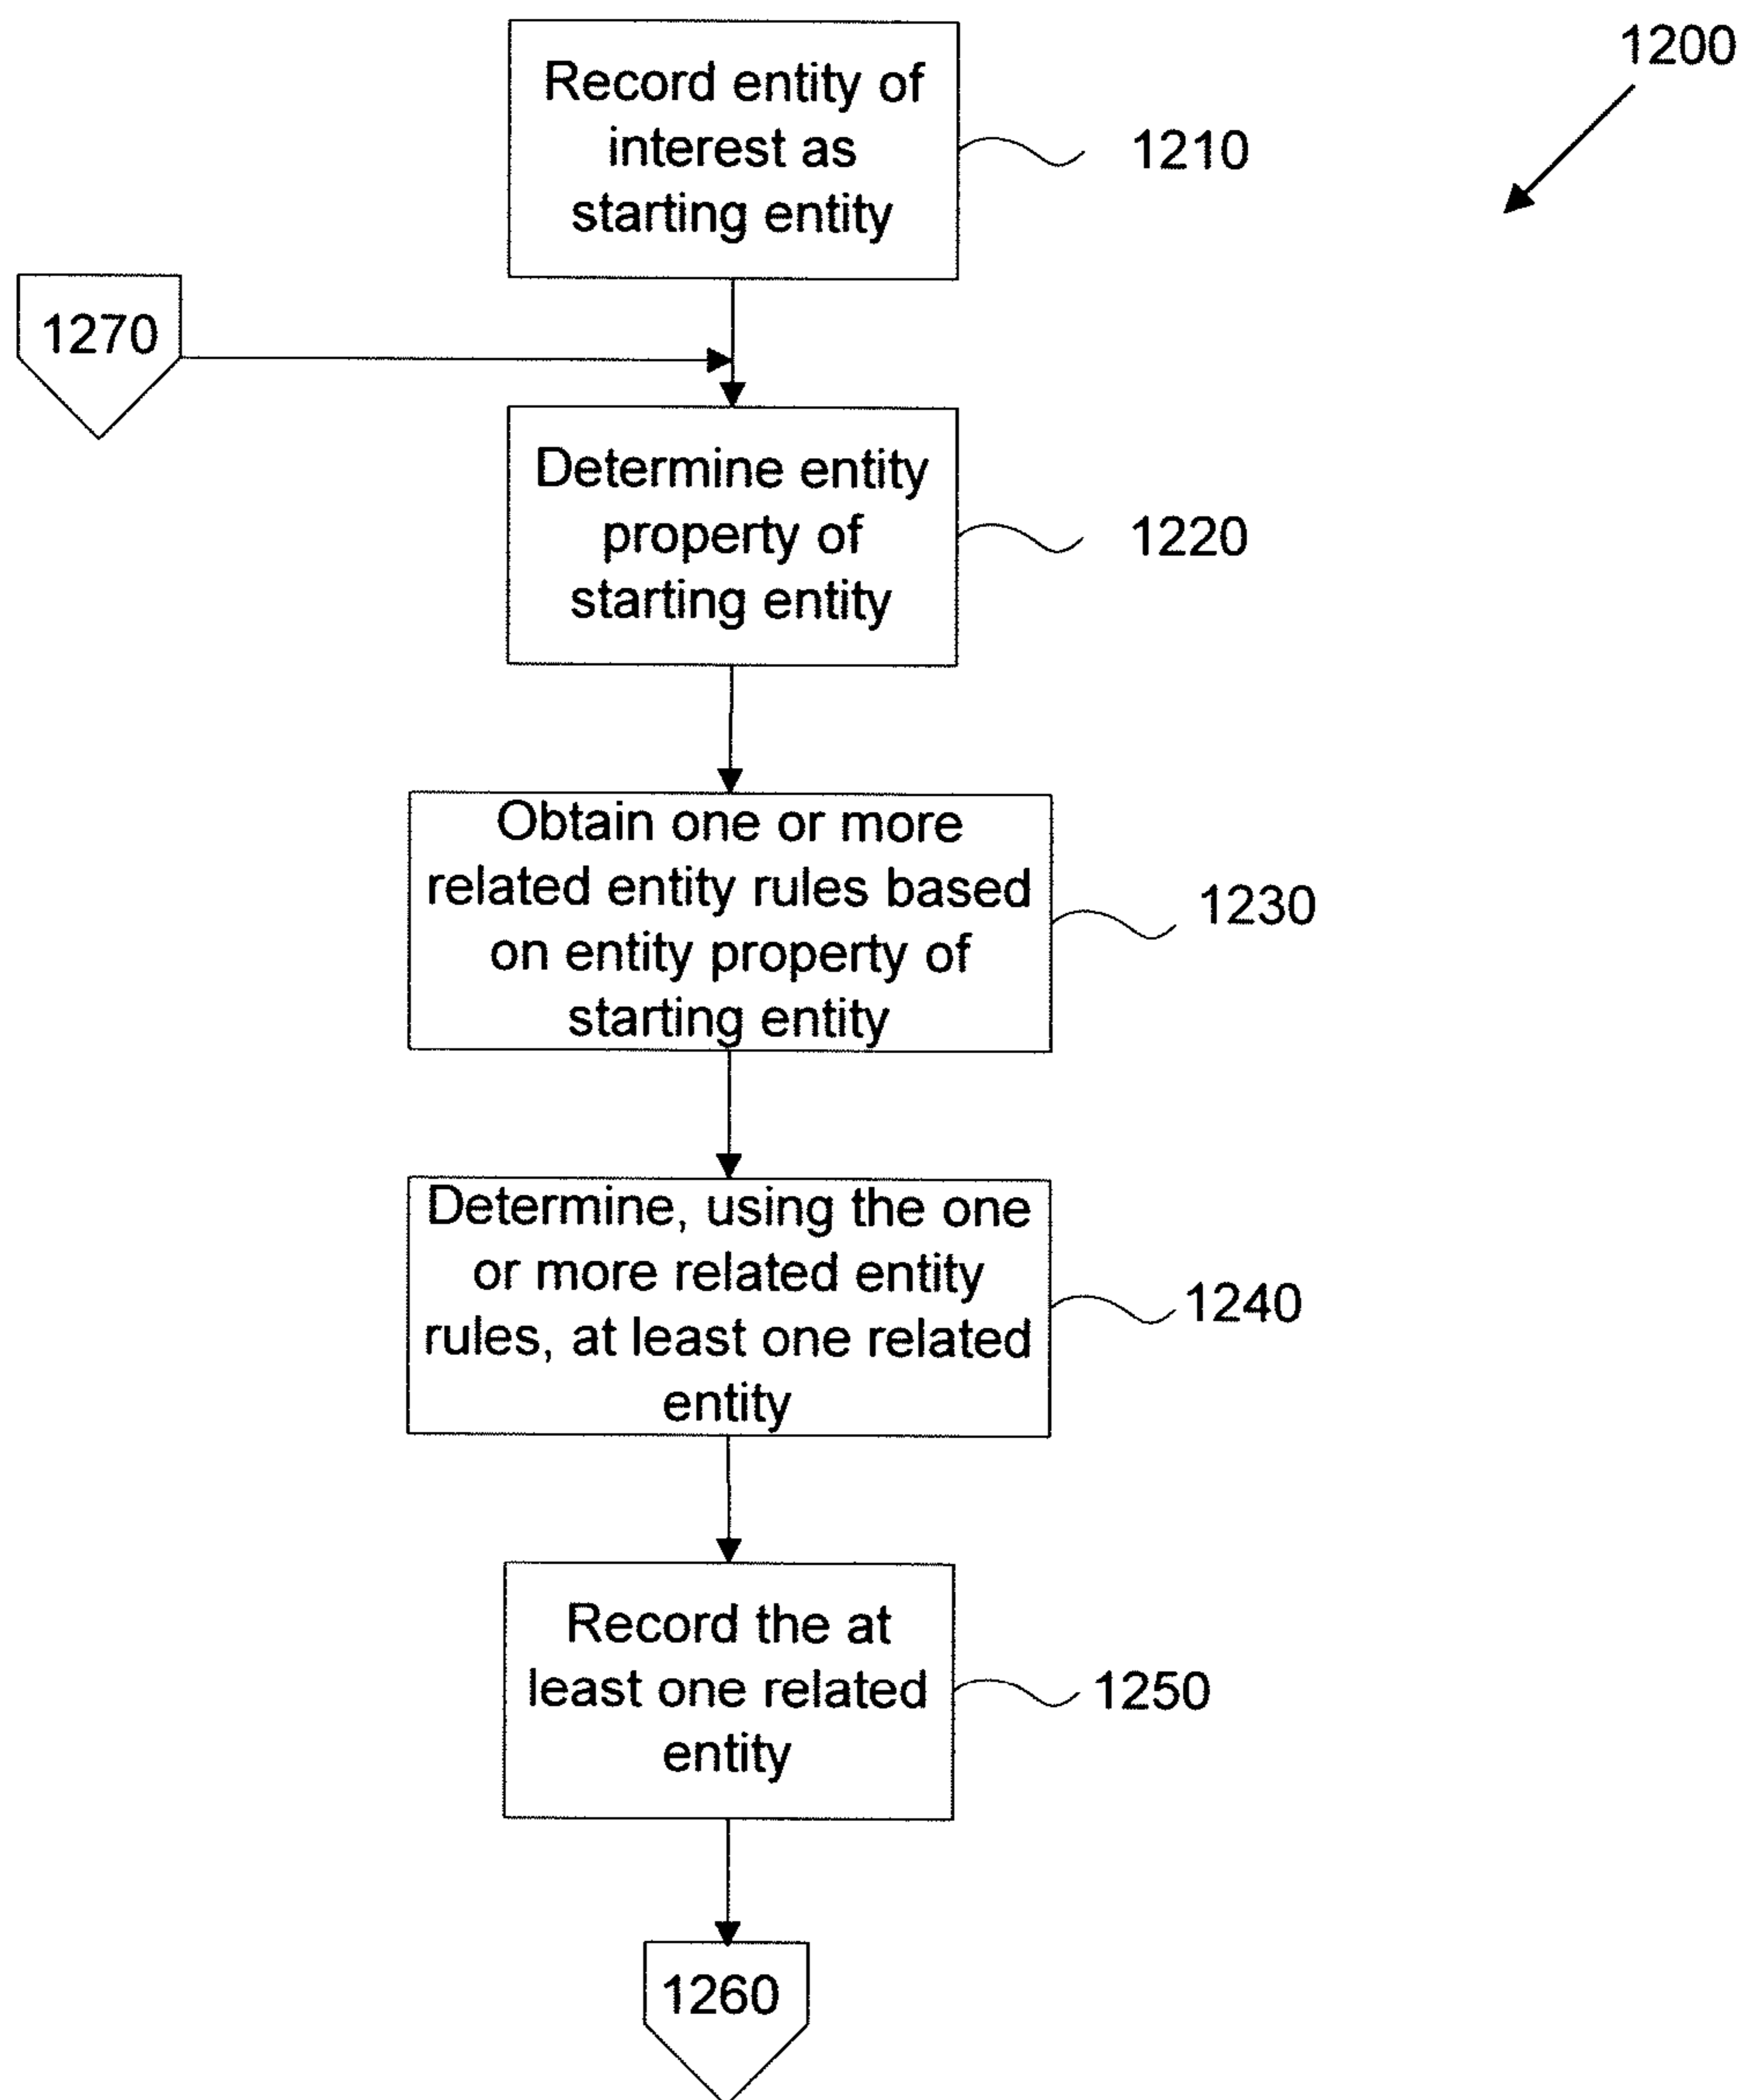 1200
Record entity of
interest as
starting entity
1210
1270
Determine entity
property of
starting entity
1220
Obtain one or more
related entity rules based
on entity property of
starting entity
1230
Determine, using the one
or more related entity
rules, at least one related
entity
1240
Record the at
least one related
entity
1250
1260